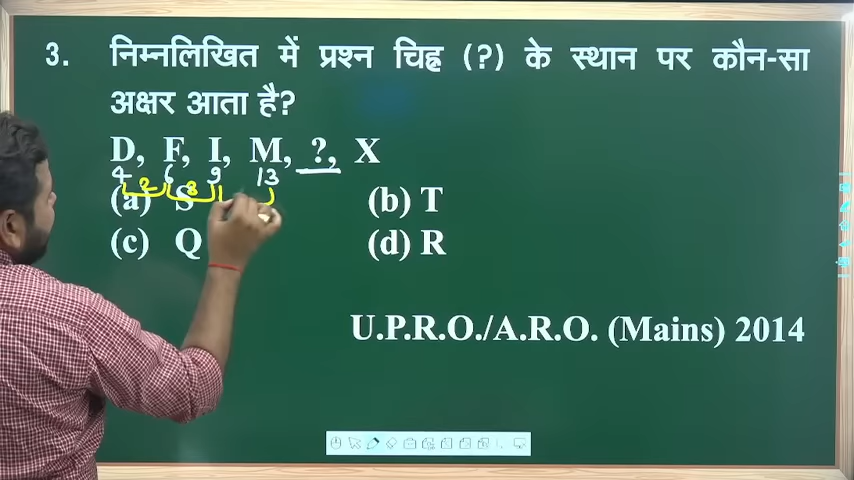 3. निम्नलिखित में प्रश्न चिह्न (?) के स्थान पर कौन-सा
अक्षर आता है?
D, F, I, M, ?, X
4 6 9 13
2 3
(a) S (b) T
(c) Q (d) R
U.P.R.O./A.R.O. (Mains) 2014